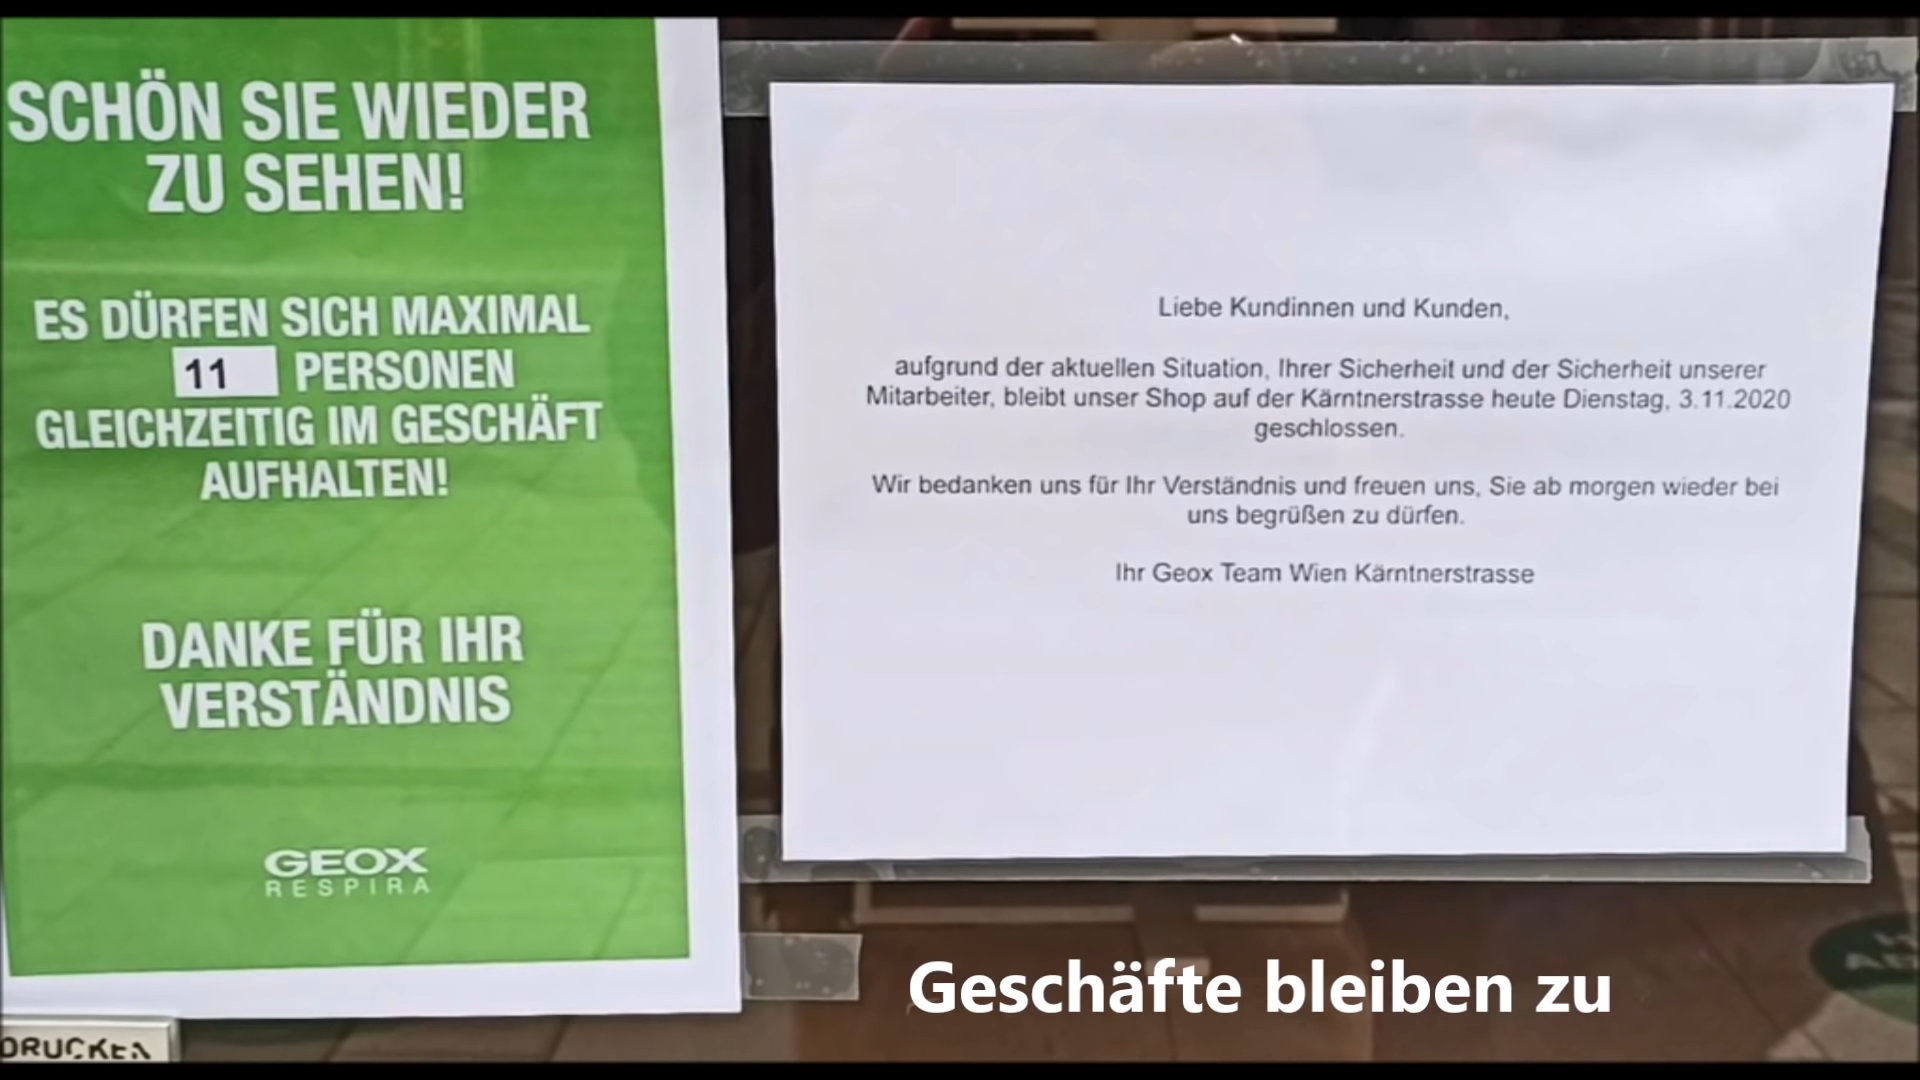 SCHÖN SIE WIEDER
ZU SEHEN!
ES DÜRFEN SICH MAXIMAL
11 PERSONEN
GLEICHZEITIG IM GESCHÄFT
AUFHALTEN!
DANKE FÜR IHR
VERSTÄNDNIS
GEOX
RESPIRA
DRUCKEN
Liebe Kundinnen und Kunden,
aufgrund der aktuellen Situation, Ihrer Sicherheit und der Sicherheit unserer
Mitarbeiter, bleibt unser Shop auf der Kärntnerstrasse heute Dienstag, 3.11.2020
geschlossen.
Wir bedanken uns für Ihr Verständnis und freuen uns, Sie ab morgen wieder bei
uns begrüßen zu dürfen.
Ihr Geox Team Wien Kärntnerstrasse
Geschäfte bleiben zu